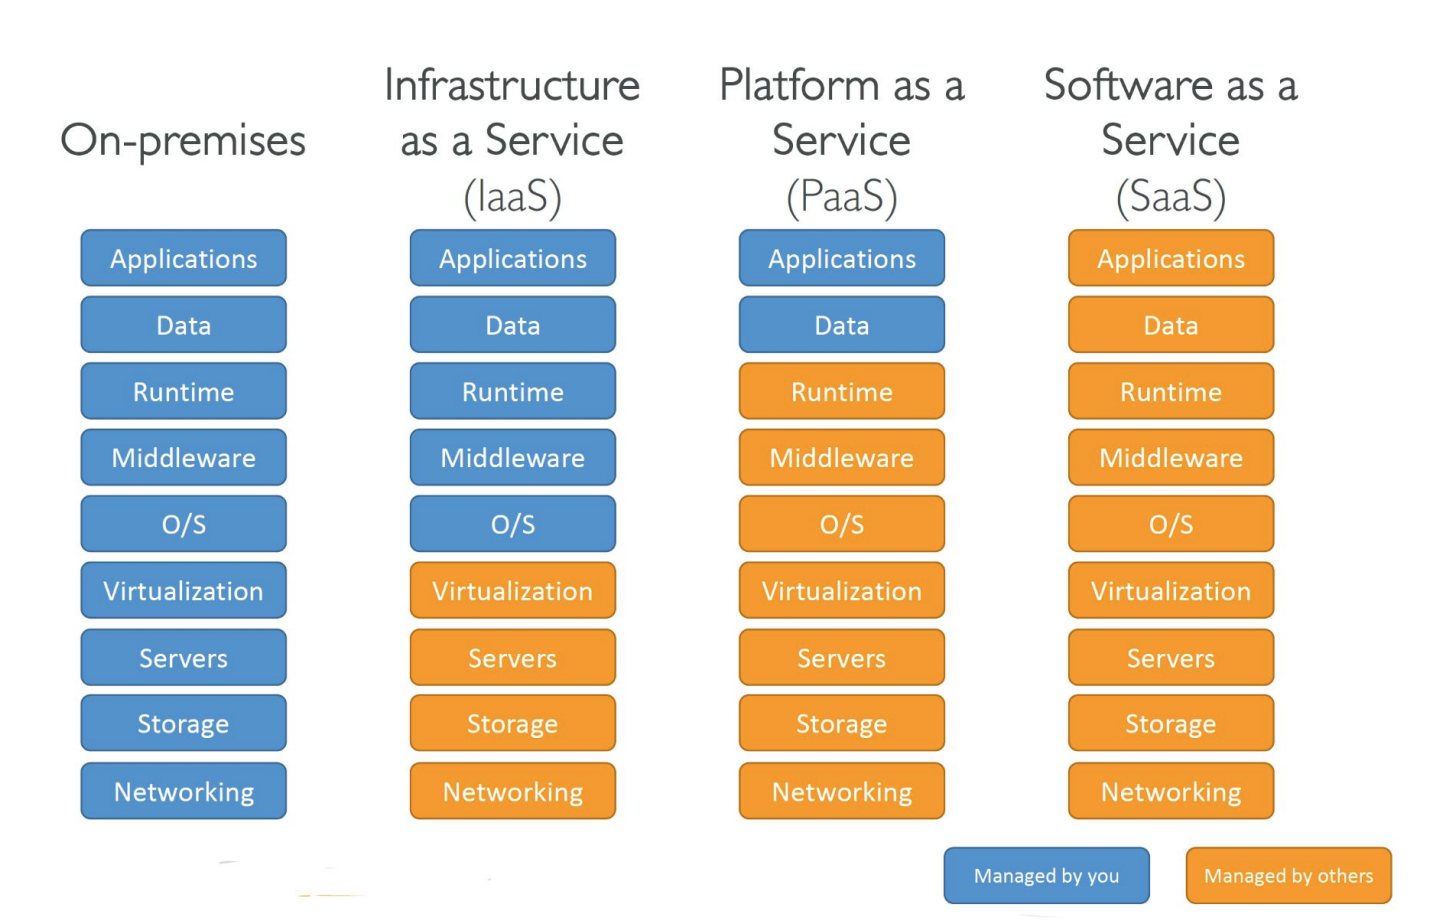 On-premises
Infrastructure
as a Service
(IaaS)
Platform as a
Service
(PaaS)
Software as a
Service
(SaaS)
Applications
Data
Runtime
Middleware
O/S
Virtualization
Servers
Storage
Networking
Applications
Data
Runtime
Middleware
O/S
Virtualization
Servers
Storage
Networking
Applications
Data
Runtime
Middleware
O/S
Virtualization
Servers
Storage
Networking
Applications
Data
Runtime
Middleware
O/S
Virtualization
Servers
Storage
Networking
Managed by you
Managed by others